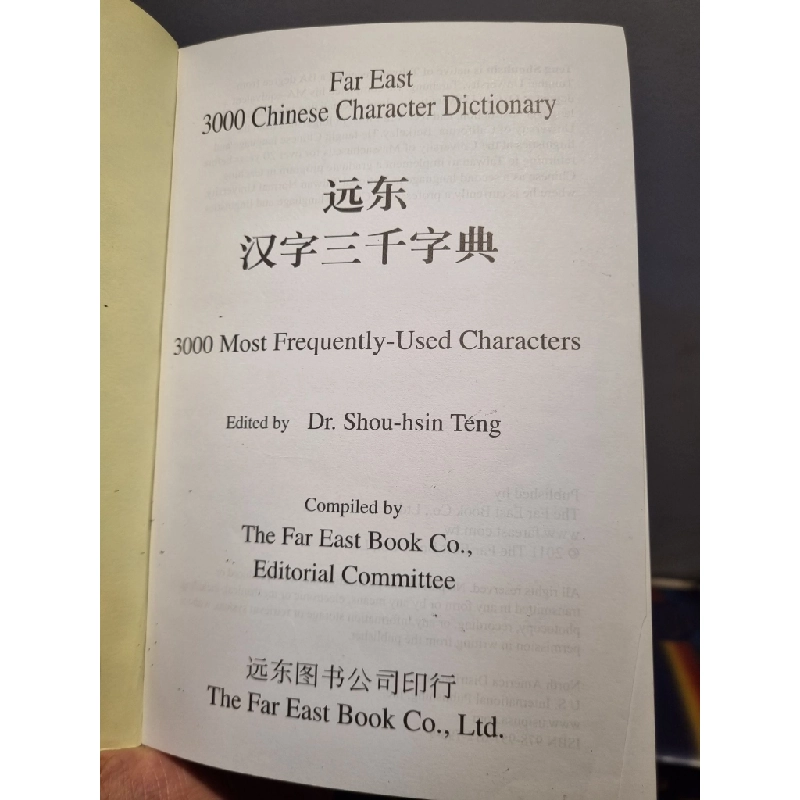 Far East
3000 Chinese Character Dictionary
远东
汉字三千字典
3000 Most Frequently-Used Characters
Edited by Dr. Shou-hsin Téng
Compiled by
The Far East Book Co.,
Editorial Committee
远东图书公司印行
The Far East Book Co., Ltd.